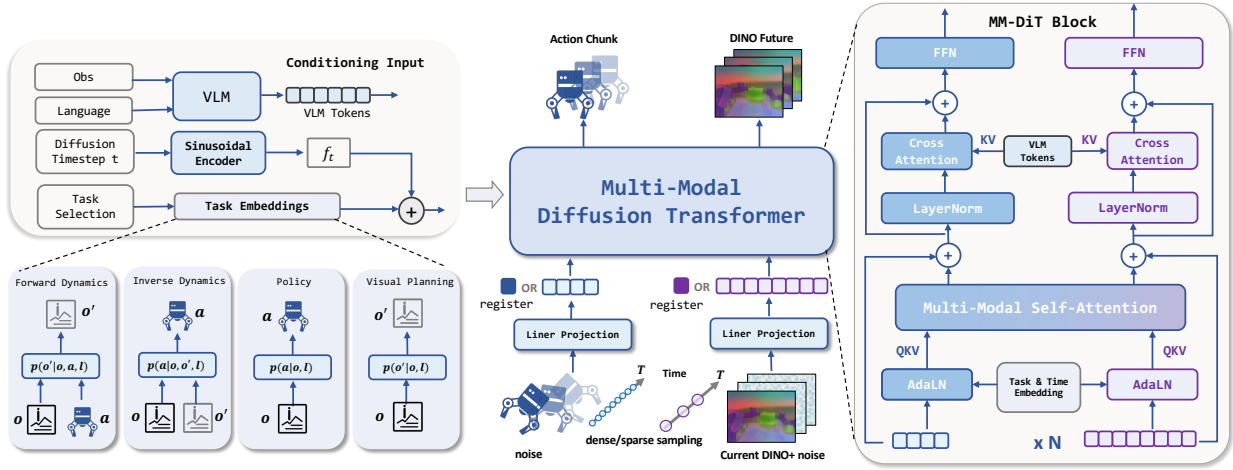 Conditioning Input
Obs
Language
VLM
VLM Tokens
Diffusion
Timestep t
Sinusoidal
Encoder
f_t
Task
Selection
Task Embeddings
+
Forward Dynamics
o'
p(o'|o, a, l)
o
a
Inverse Dynamics
a
p(a|o, o', l)
o
o'
Policy
a
p(a|o, l)
o
Visual Planning
o'
p(o'|o, l)
o
Action Chunk
DINO Future
Multi-Modal
Diffusion Transformer
OR
register
OR
register
Liner Projection
Liner Projection
T
Time
T
dense/sparse sampling
noise
Current DINO+ noise
MM-DiT Block
FFN
FFN
+
+
Cross
Attention
KV
VLM
Tokens
KV
Cross
Attention
LayerNorm
LayerNorm
+
+
Multi-Modal Self-Attention
QKV
QKV
AdaLN
Task & Time
Embedding
AdaLN
x N